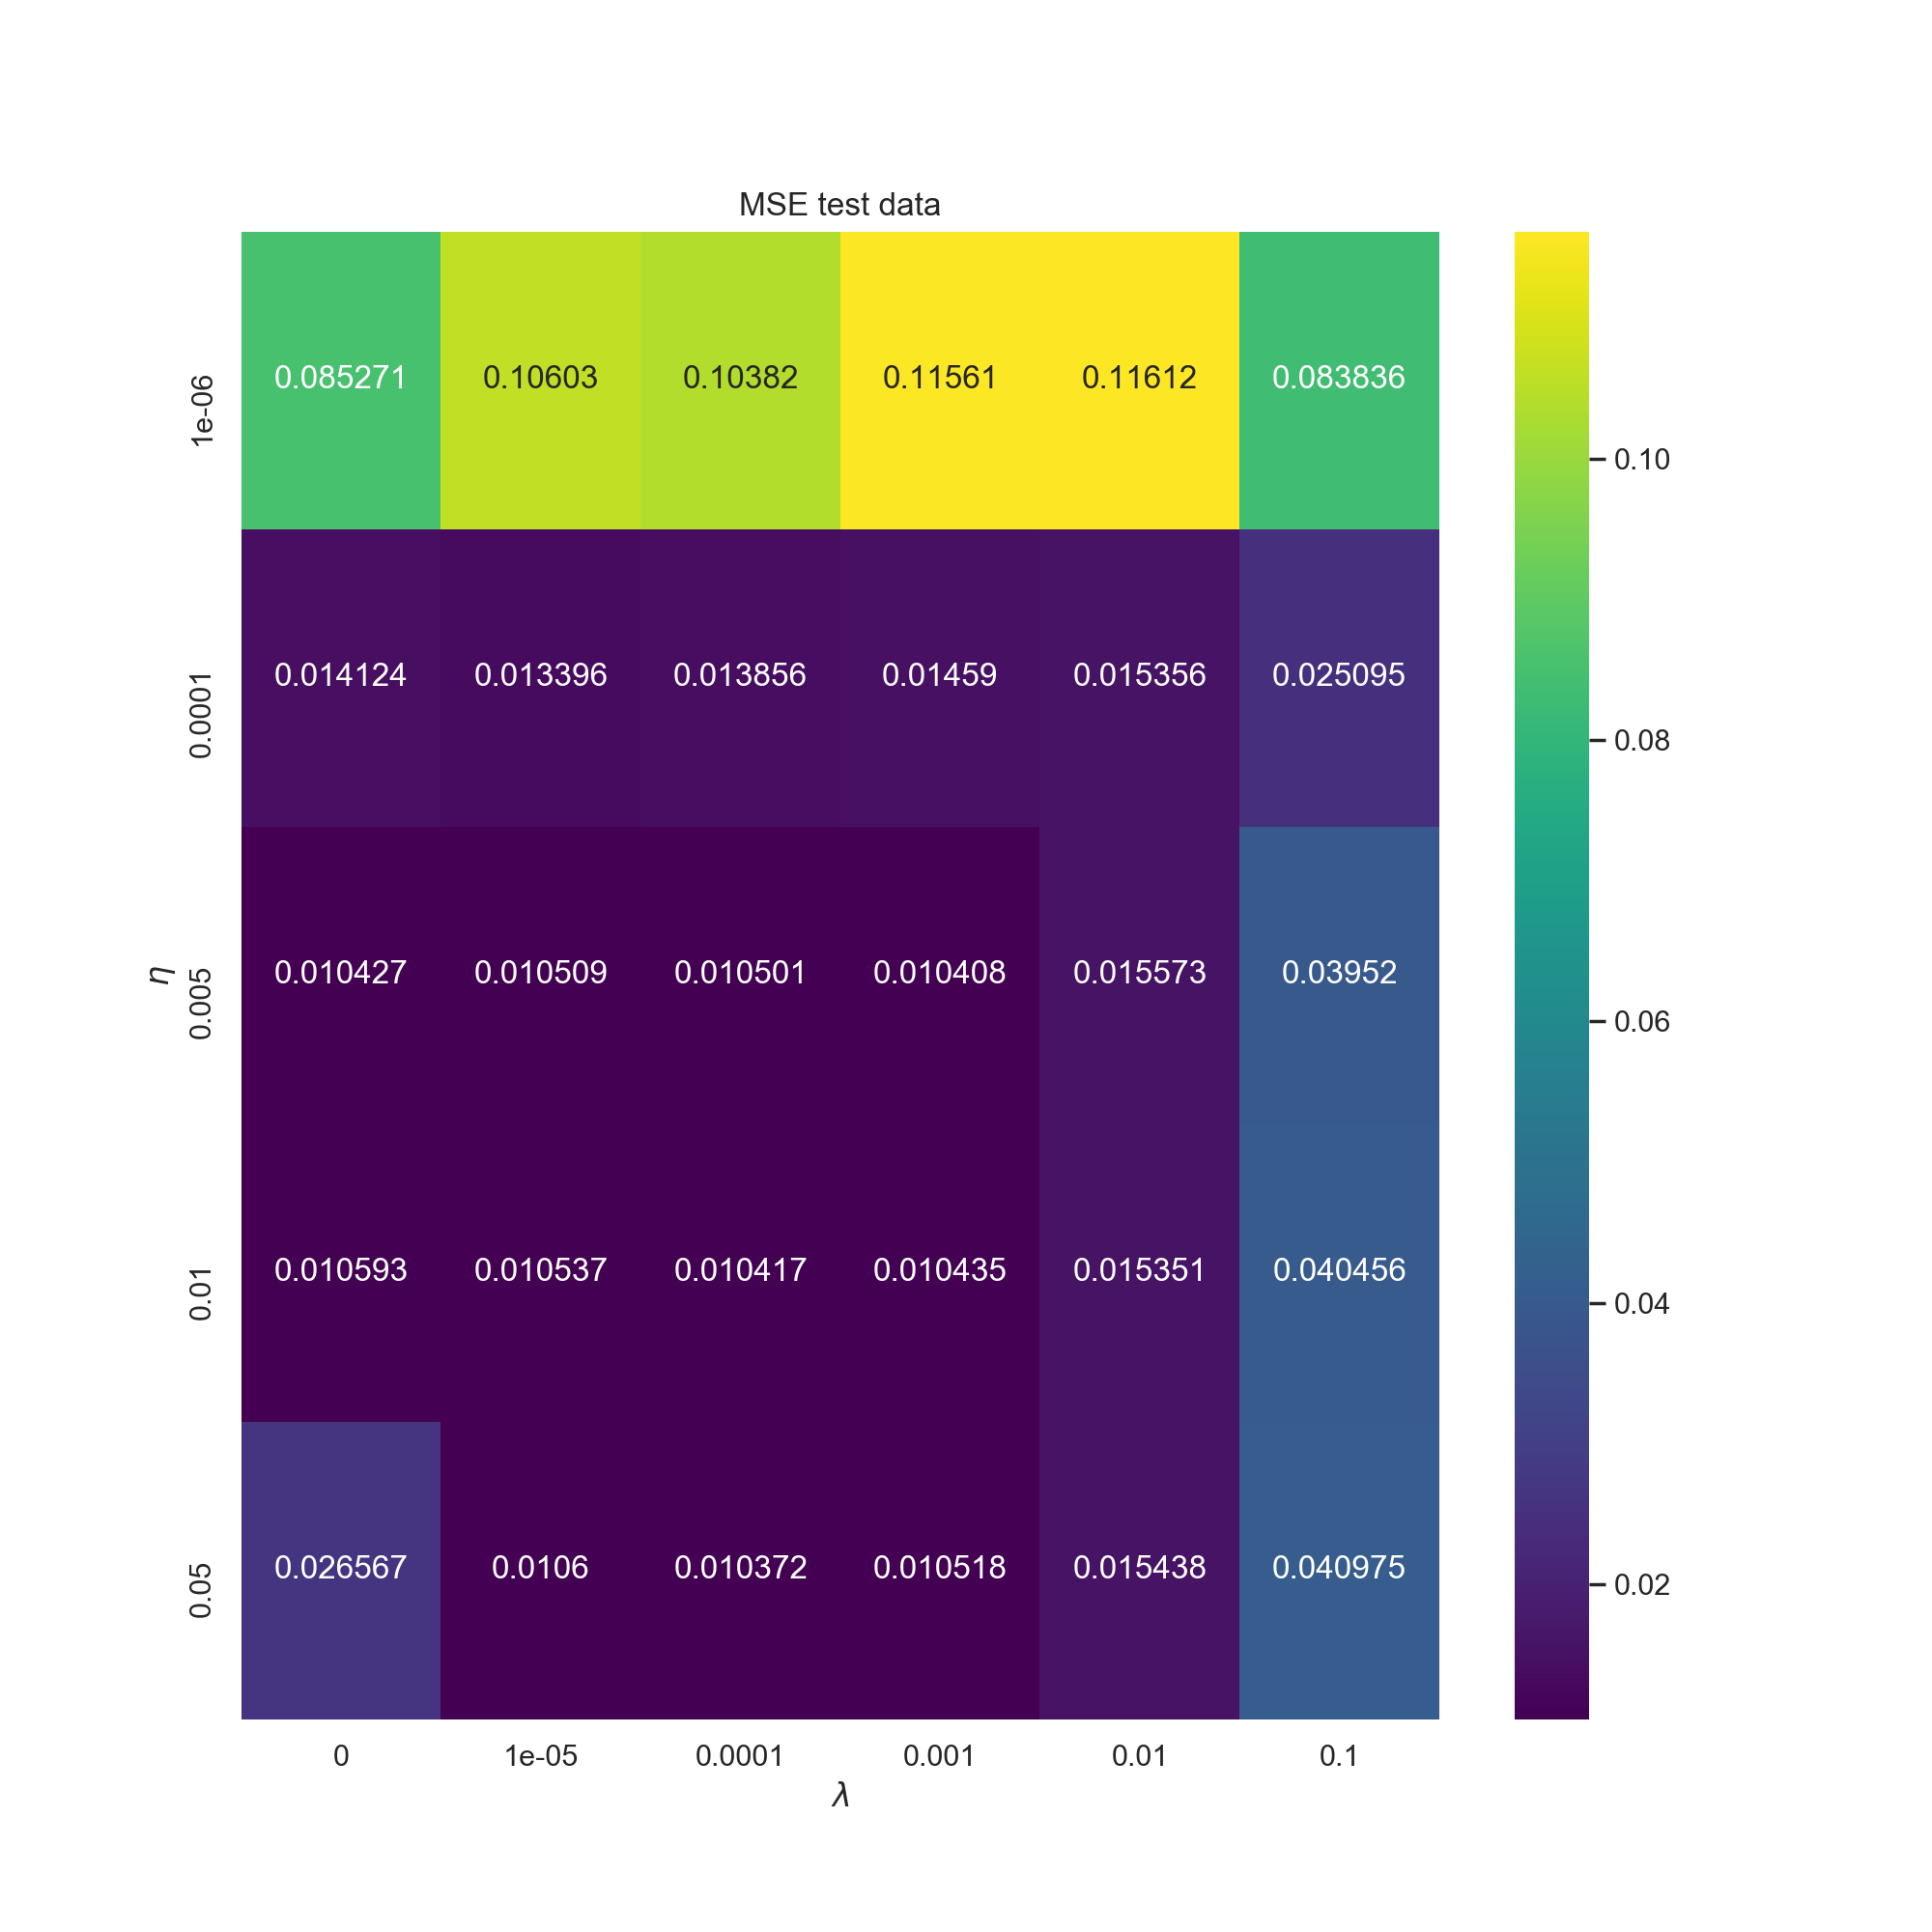 MSE test data
1e-06 0.085271 0.10603 0.10382 0.11561 0.11612 0.083836
0.0001 0.014124 0.013396 0.013856 0.01459 0.015356 0.025095
0.005 0.010427 0.010509 0.010501 0.010408 0.015573 0.03952
0.01 0.010593 0.010537 0.010417 0.010435 0.015351 0.040456
0.05 0.026567 0.0106 0.010372 0.010518 0.015438 0.040975
η
0 1e-05 0.0001 0.001 0.01 0.1
λ
0.10
0.08
0.06
0.04
0.02